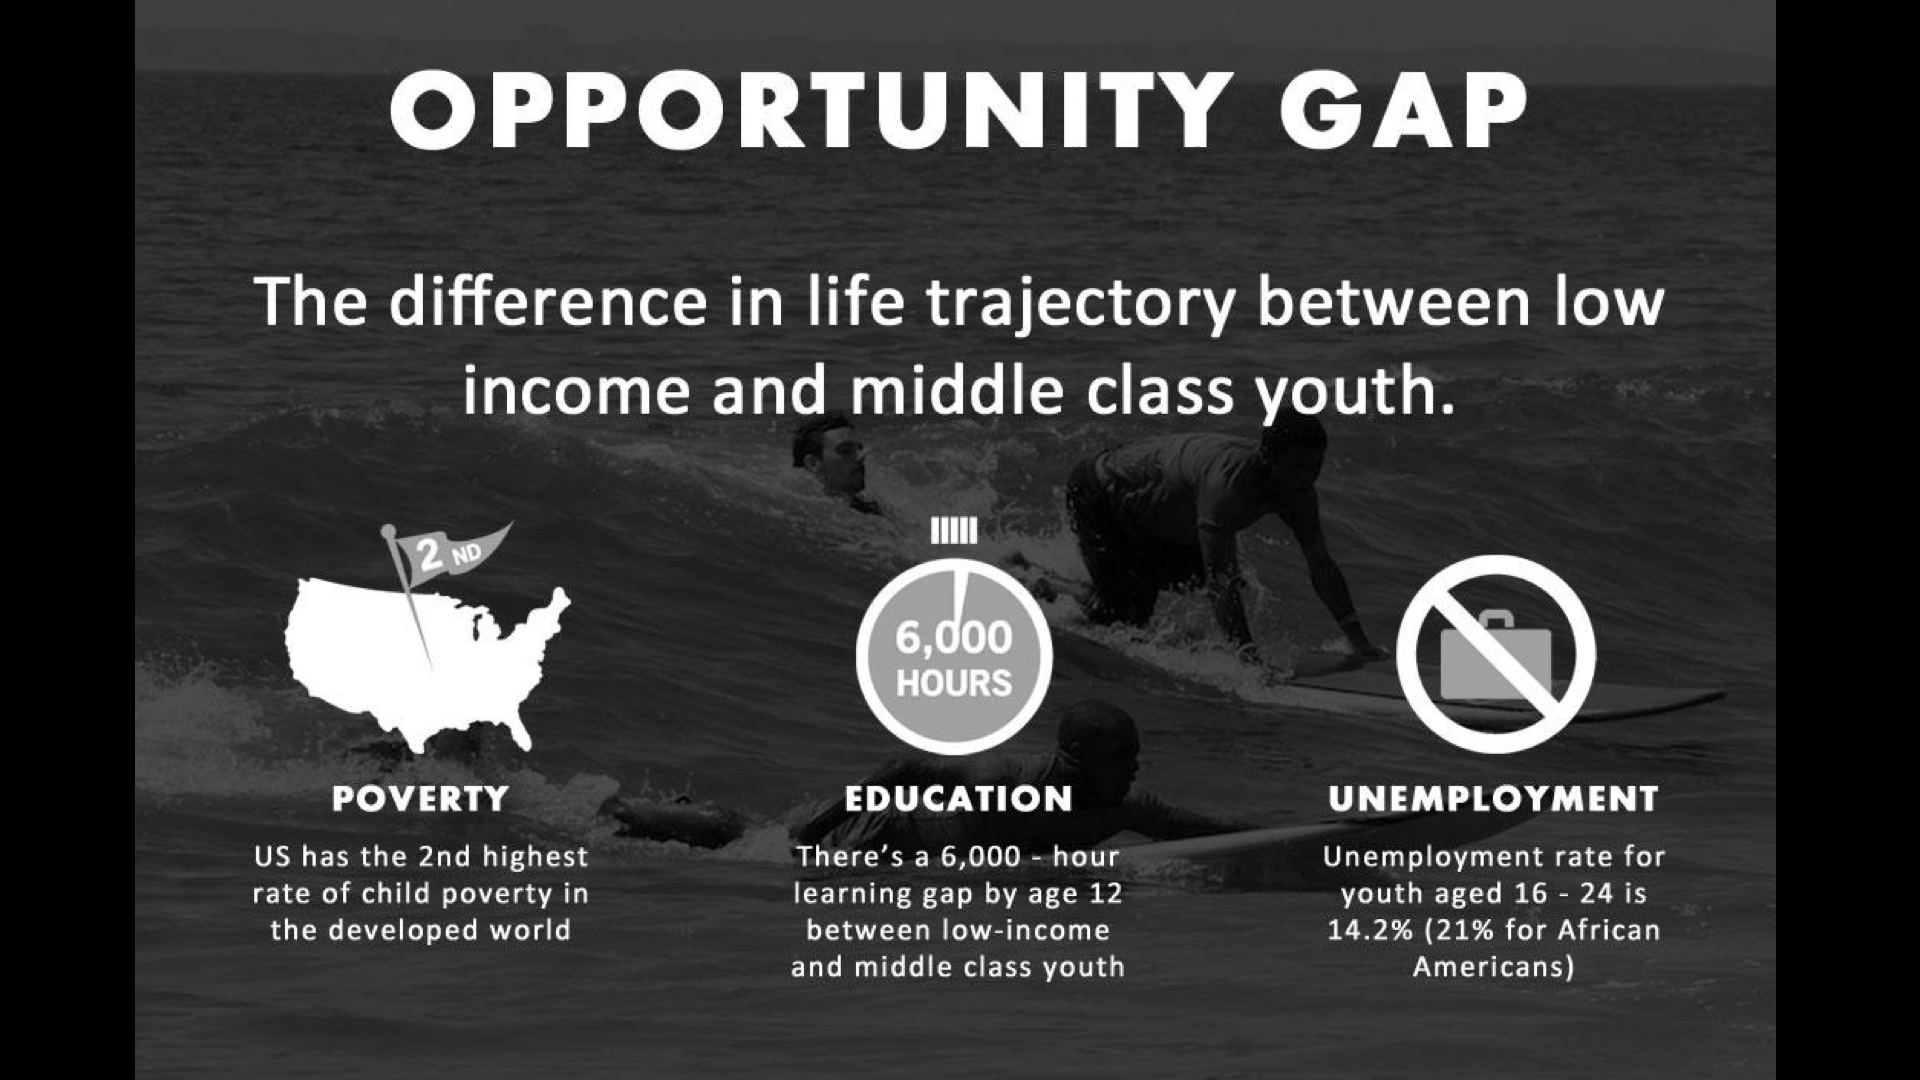 OPPORTUNITY GAP
The difference in life trajectory between low
income and middle class youth.
2 ND
6,000
HOURS
POVERTY
US has the 2nd highest
rate of child poverty in
the developed world
EDUCATION
There's a 6,000 - hour
learning gap by age 12
between low-income
and middle class youth
UNEMPLOYMENT
Unemployment rate for
youth aged 16 - 24 is
14.2% (21% for African
Americans)